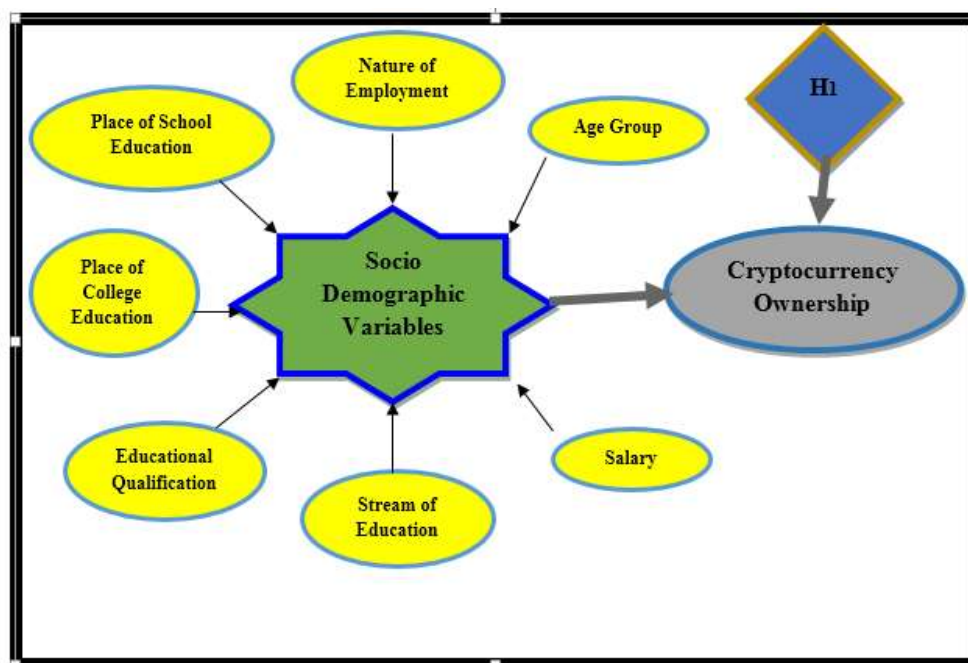 Nature of
Employment
H1
Place of School
Education
Age Group
Place of
College
Education
Socio
Demographic
Variables
Cryptocurrency
Ownership
Educational
Qualification
Stream of
Education
Salary